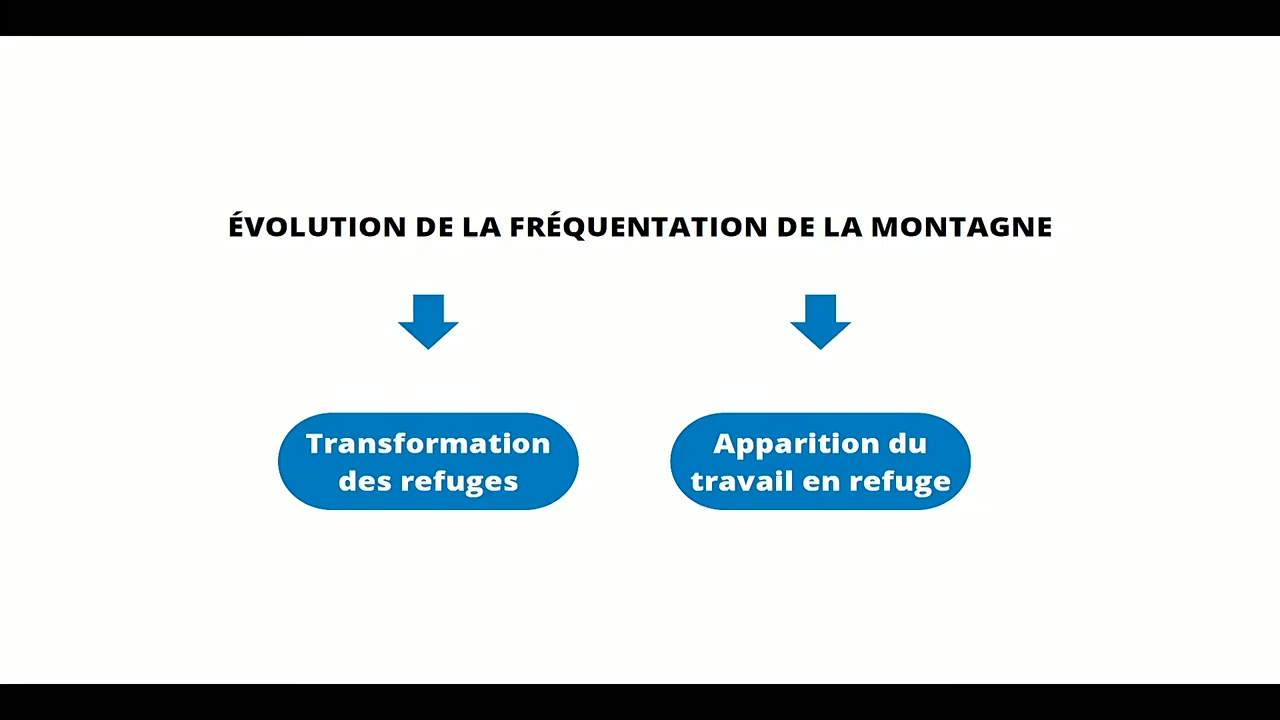 ÉVOLUTION DE LA FRÉQUENTATION DE LA MONTAGNE
Transformation
des refuges
Apparition du
travail en refuge